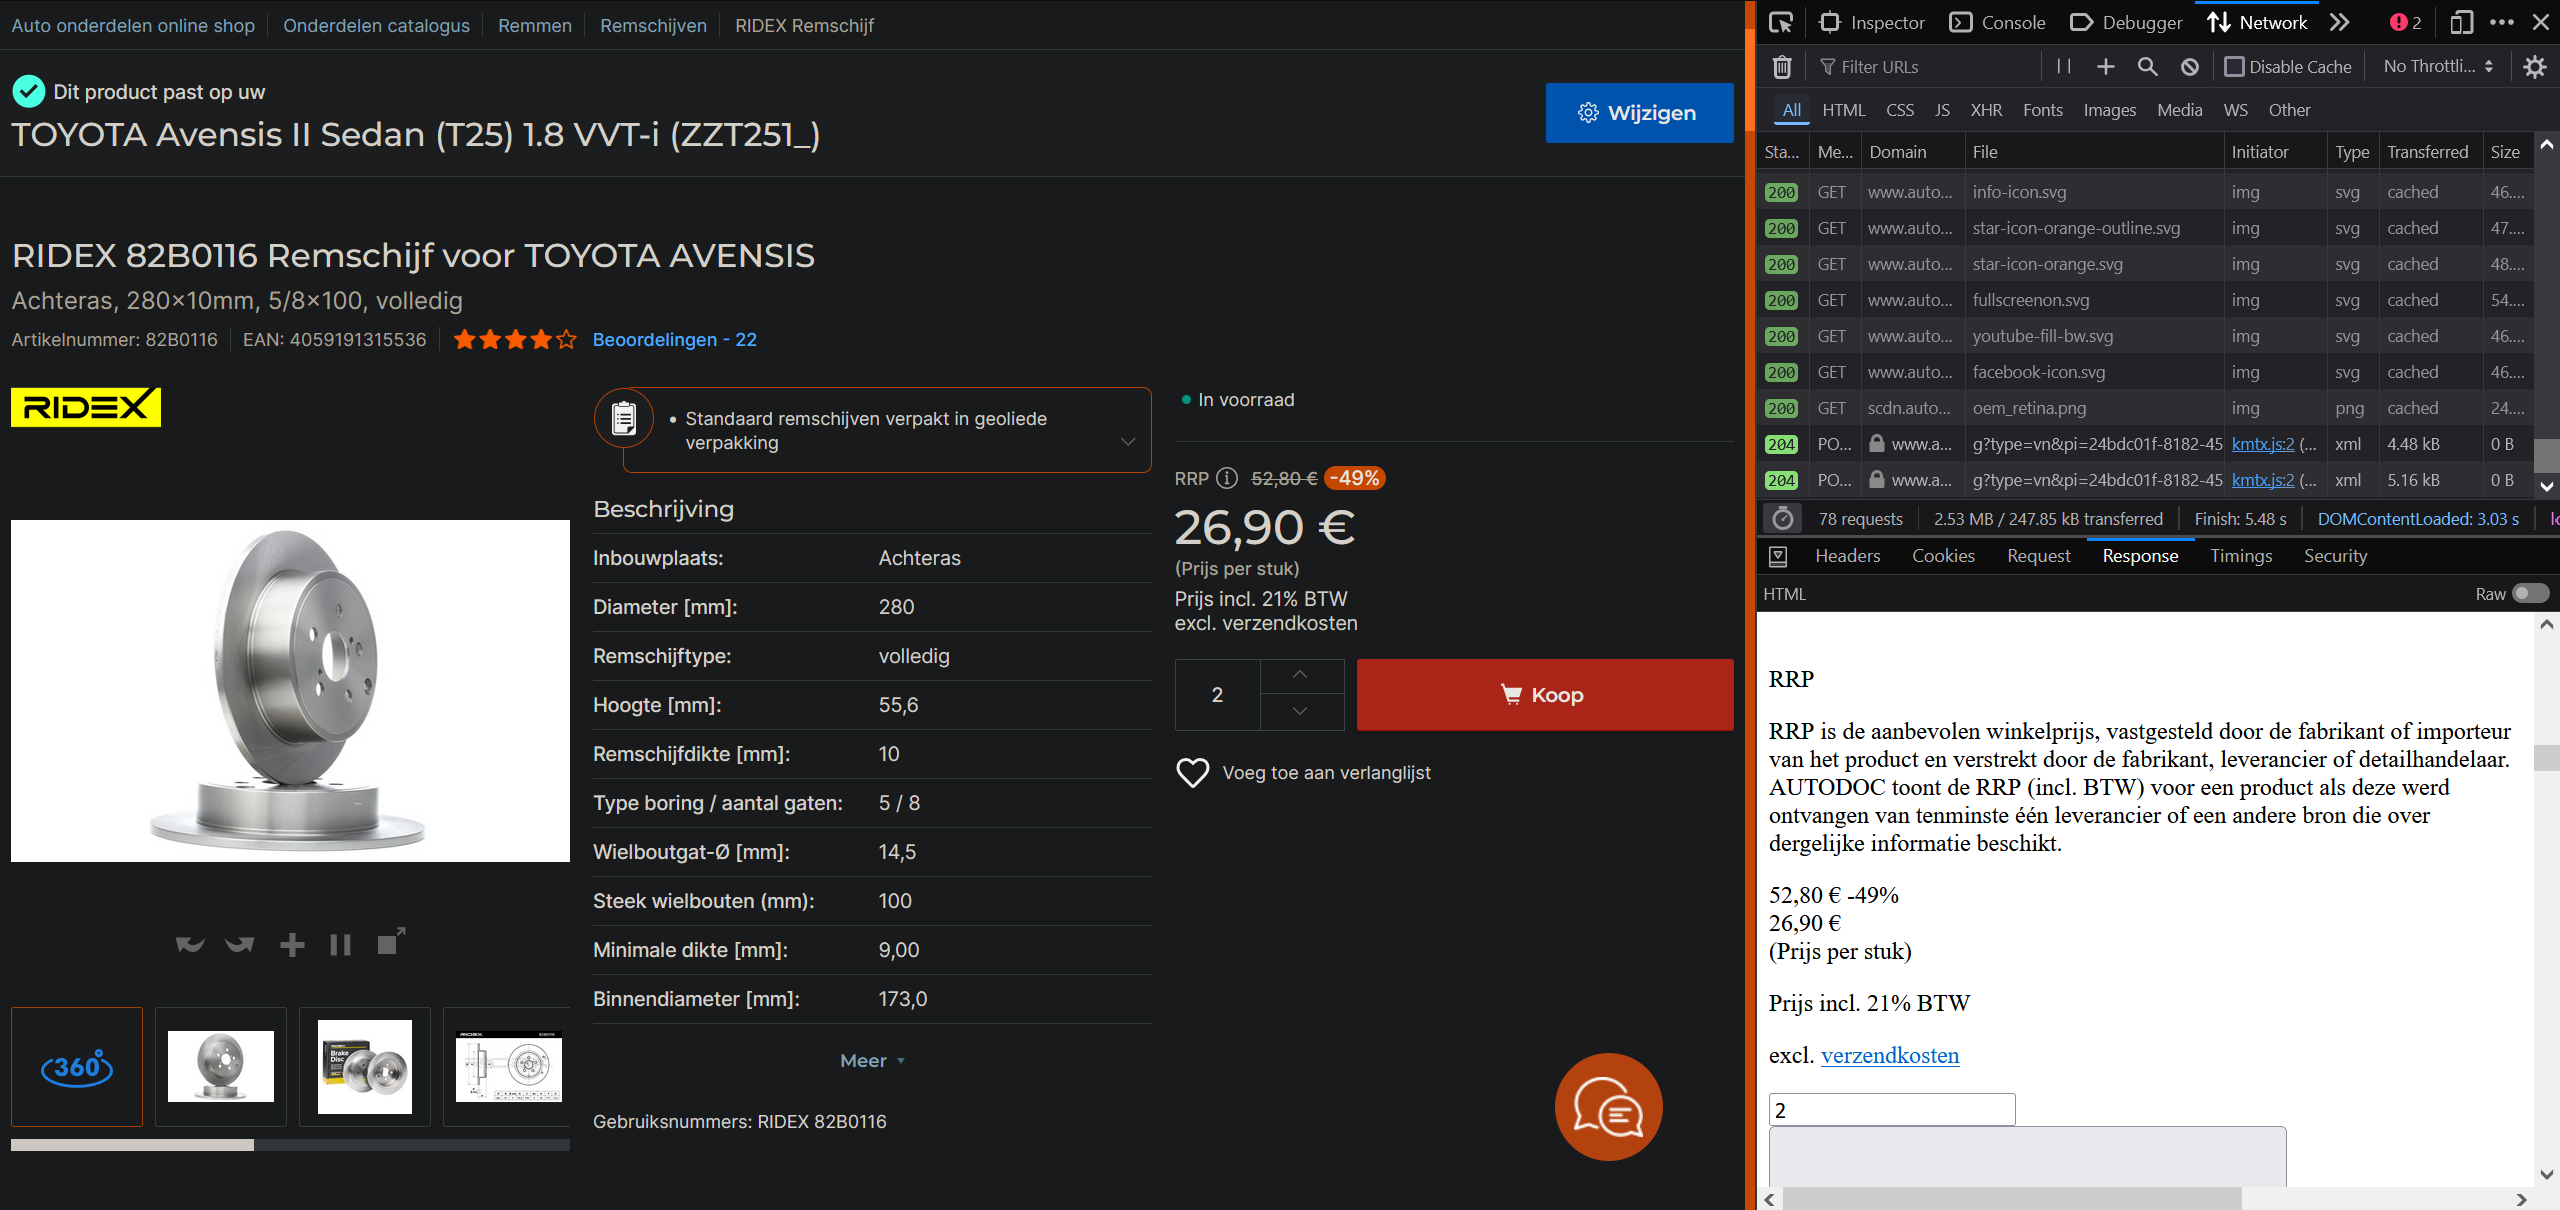 Auto onderdelen online shop
Onderdelen catalogus
Remmen
Remschijven
RIDEX Remschijf
Dit product past op uw
TOYOTA Avensis II Sedan (T25) 1.8 VVT-i (ZZT251_)
Wijzigen
RIDEX 82B0116 Remschijf voor TOYOTA AVENSIS
Achteras, 280x10mm, 5/8x100, volledig
Artikelnummer: 82B0116
EAN: 4059191315536
Beoordelingen - 22
RIDEX
• Standaard remschijven verpakt in geoliede
verpakking
Beschrijving
Inbouwplaats: Achteras
Diameter [mm]: 280
Remschijftype: volledig
Hoogte [mm]: 55,6
Remschijfdikte [mm]: 10
Type boring / aantal gaten: 5 / 8
Wielboutgat-Ø [mm]: 14,5
Steek wielbouten (mm): 100
Minimale dikte [mm]: 9,00
Binnendiameter [mm]: 173,0
Meer
Gebruiksnummers: RIDEX 82B0116
360°
Brake
Disc
RIDEX
82B0116
In voorraad
RRP 52,80 € -49%
26,90 €
(Prijs per stuk)
Prijs incl. 21% BTW
excl. verzendkosten
2
Koop
Voeg toe aan verlanglijst
Inspector
Console
Debugger
Network
2
Filter URLs
Disable Cache
No Throttli...
All HTML CSS JS XHR Fonts Images Media WS Other
Sta... Me... Domain File Initiator Type Transferred Size
200 GET www.auto... info-icon.svg img svg cached 46....
200 GET www.auto... star-icon-orange-outline.svg img svg cached 47....
200 GET www.auto... star-icon-orange.svg img svg cached 48....
200 GET www.auto... fullscreenon.svg img svg cached 54....
200 GET www.auto... youtube-fill-bw.svg img svg cached 46....
200 GET www.auto... facebook-icon.svg img svg cached 46....
200 GET scdn.auto... oem_retina.png img png cached 24....
204 PO... www.a... g?type=vn&pi=24bdc01f-8182-45 kmtx.js:2 (... xml 4.48 kB 0 B
204 PO... www.a... g?type=vn&pi=24bdc01f-8182-45 kmtx.js:2 (... xml 5.16 kB 0 B
78 requests
2.53 MB / 247.85 kB transferred
Finish: 5.48 s
DOMContentLoaded: 3.03 s
Headers Cookies Request Response Timings Security
HTML
Raw
RRP
RRP is de aanbevolen winkelprijs, vastgesteld door de fabrikant of importeur
van het product en verstrekt door de fabrikant, leverancier of detailhandelaar.
AUTODOC toont de RRP (incl. BTW) voor een product als deze werd
ontvangen van tenminste één leverancier of een andere bron die over
dergelijke informatie beschikt.
52,80 € -49%
26,90 €
(Prijs per stuk)
Prijs incl. 21% BTW
excl. verzendkosten
2